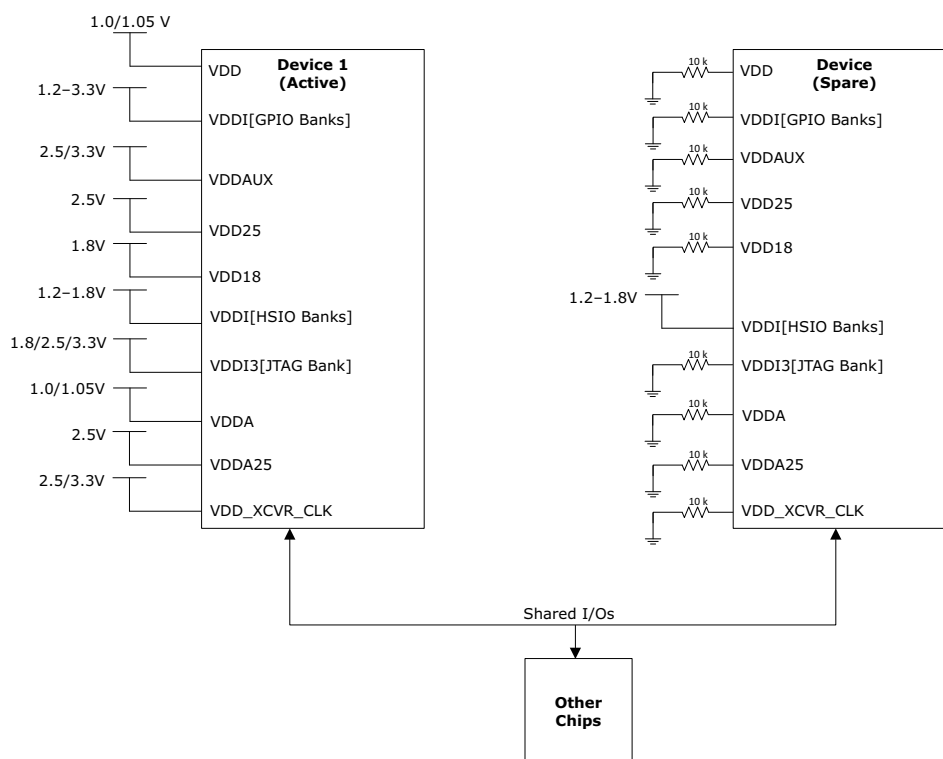 1.0/1.05 V
Device 1
(Active)
VDD
1.2–3.3V
VDDI[GPIO Banks]
2.5/3.3V
VDDAUX
2.5V
VDD25
1.8V
VDD18
1.2–1.8V
VDDI[HSIO Banks]
1.8/2.5/3.3V
VDDI3[JTAG Bank]
1.0/1.05V
VDDA
2.5V
VDDA25
2.5/3.3V
VDD_XCVR_CLK
Device
(Spare)
10 k
VDD
10 k
VDDI[GPIO Banks]
10 k
VDDAUX
10 k
VDD25
10 k
VDD18
1.2–1.8V
VDDI[HSIO Banks]
10 k
VDDI3[JTAG Bank]
10 k
VDDA
10 k
VDDA25
10 k
VDD_XCVR_CLK
Shared I/Os
Other
Chips